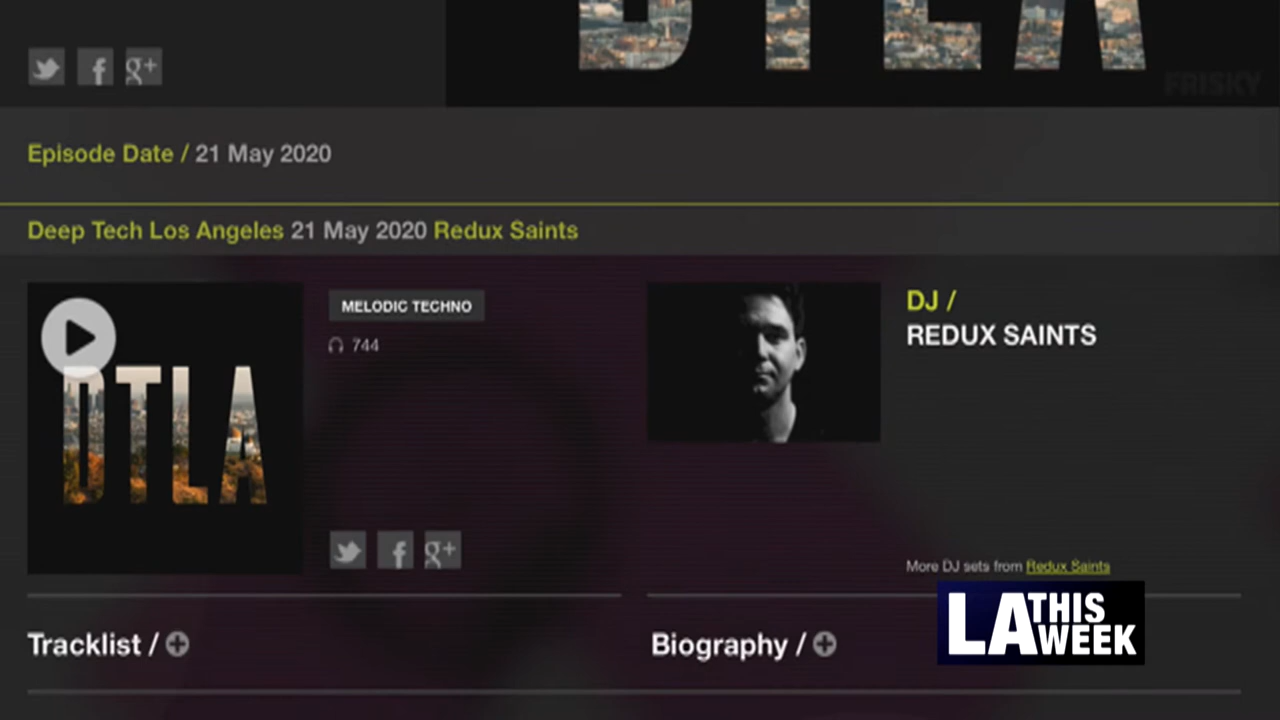 DTLA
FRISKY
Episode Date / 21 May 2020
Deep Tech Los Angeles 21 May 2020 Redux Saints
MELODIC TECHNO
744
DTLA
DJ /
REDUX SAINTS
More DJ sets from Redux Saints
Tracklist /
Biography /
LA THIS WEEK